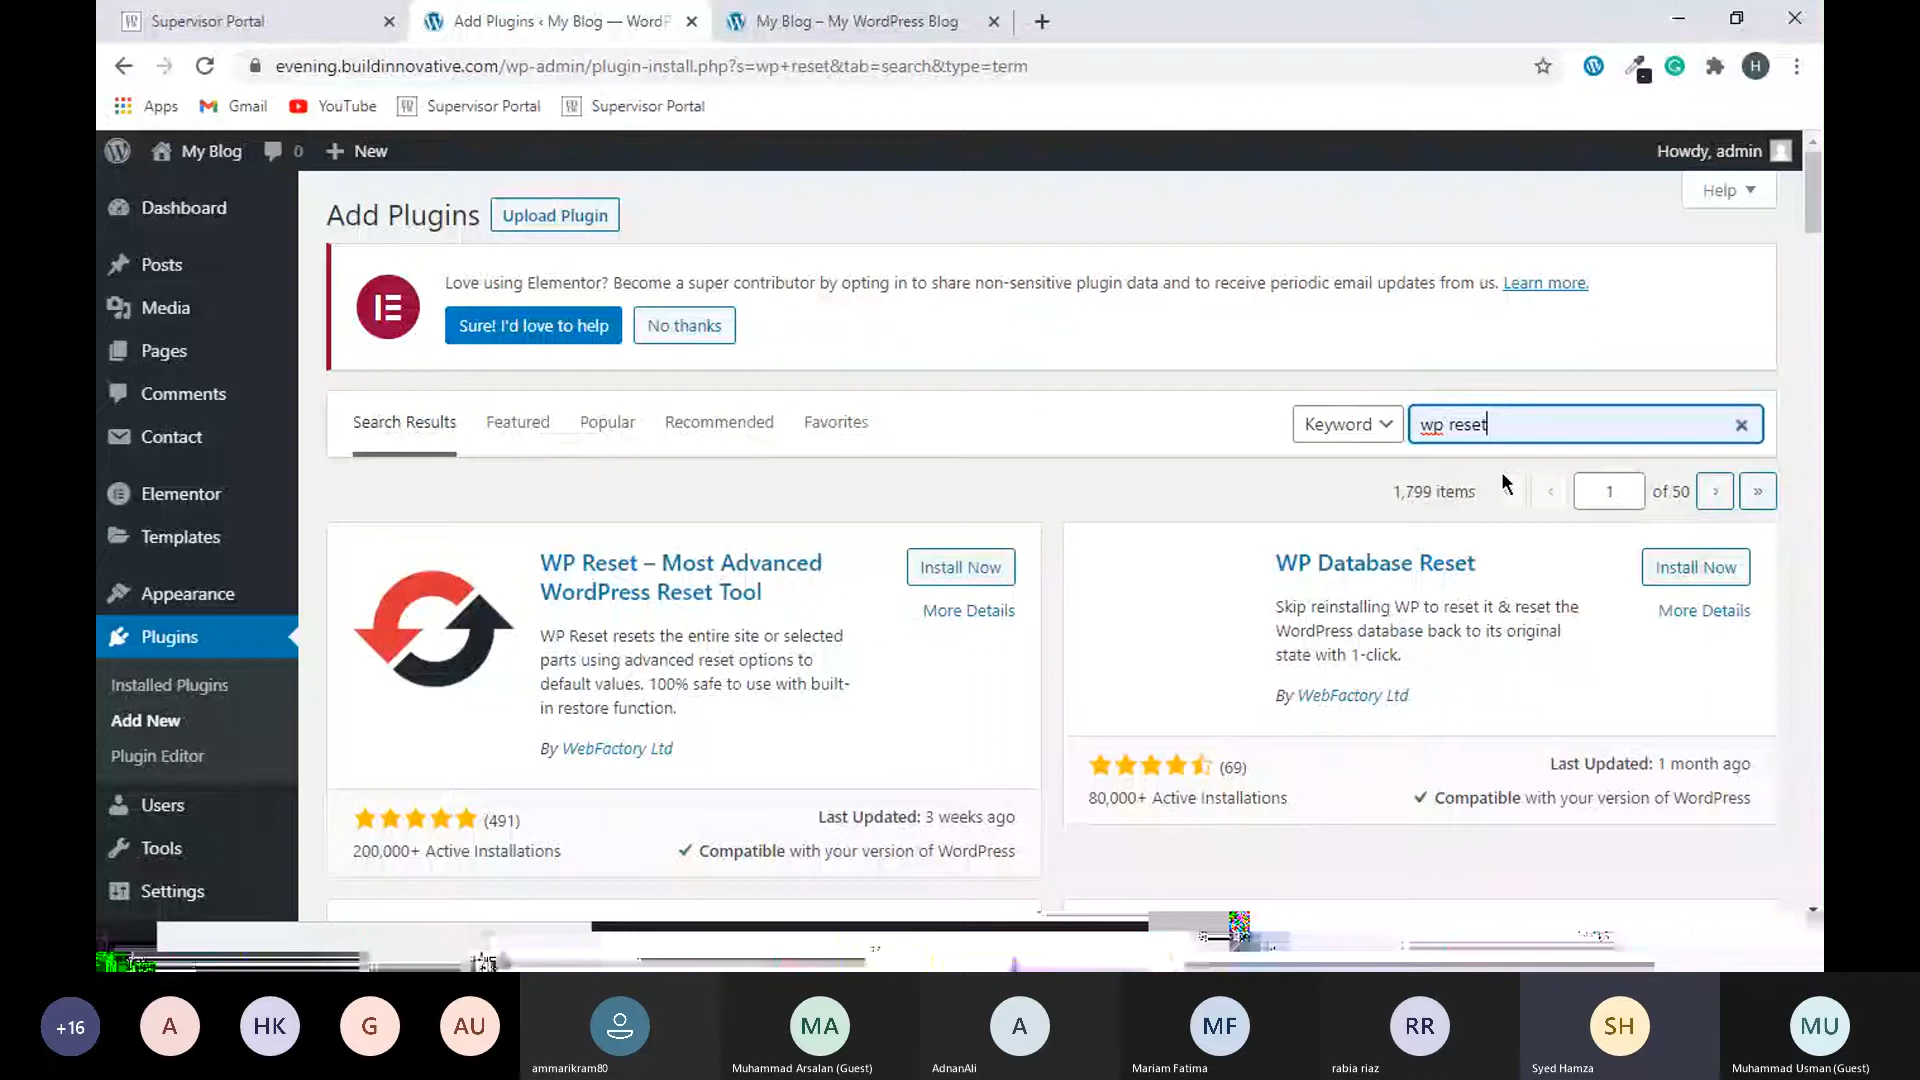 Supervisor Portal
Add Plugins ‹ My Blog — WordP
My Blog – My WordPress Blog
evening.buildinnovative.com/wp-admin/plugin-install.php?s=wp+reset&tab=search&type=term
H
Apps
Gmail
YouTube
Supervisor Portal
Supervisor Portal
My Blog
0
New
Howdy, admin
Help
Dashboard
Posts
Media
Pages
Comments
Contact
Elementor
Templates
Appearance
Plugins
Installed Plugins
Add New
Plugin Editor
Users
Tools
Settings
Add Plugins
Upload Plugin
Love using Elementor? Become a super contributor by opting in to share non-sensitive plugin data and to receive periodic email updates from us. Learn more.
Sure! I'd love to help
No thanks
Search Results
Featured
Popular
Recommended
Favorites
Keyword
wp reset
1,799 items
‹
1
of 50
›
»
WP Reset – Most Advanced
WordPress Reset Tool
Install Now
More Details
WP Reset resets the entire site or selected
parts using advanced reset options to
default values. 100% safe to use with built-
in restore function.
By WebFactory Ltd
(491)
Last Updated: 3 weeks ago
200,000+ Active Installations
Compatible with your version of WordPress
WP Database Reset
Install Now
More Details
Skip reinstalling WP to reset it & reset the
WordPress database back to its original
state with 1-click.
By WebFactory Ltd
(69)
Last Updated: 1 month ago
80,000+ Active Installations
Compatible with your version of WordPress
+16
A
HK
G
AU
ammarikram80
MA
Muhammad Arsalan (Guest)
A
AdnanAli
MF
Mariam Fatima
RR
rabia riaz
SH
Syed Hamza
MU
Muhammad Usman (Guest)